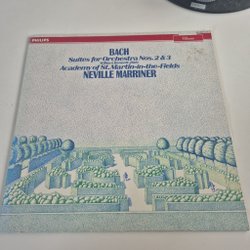 PHILIPS
BACH
Suites for Orchestra Nos. 2 & 3
Academy of St. Martin-in-the-Fields
NEVILLE MARRINER